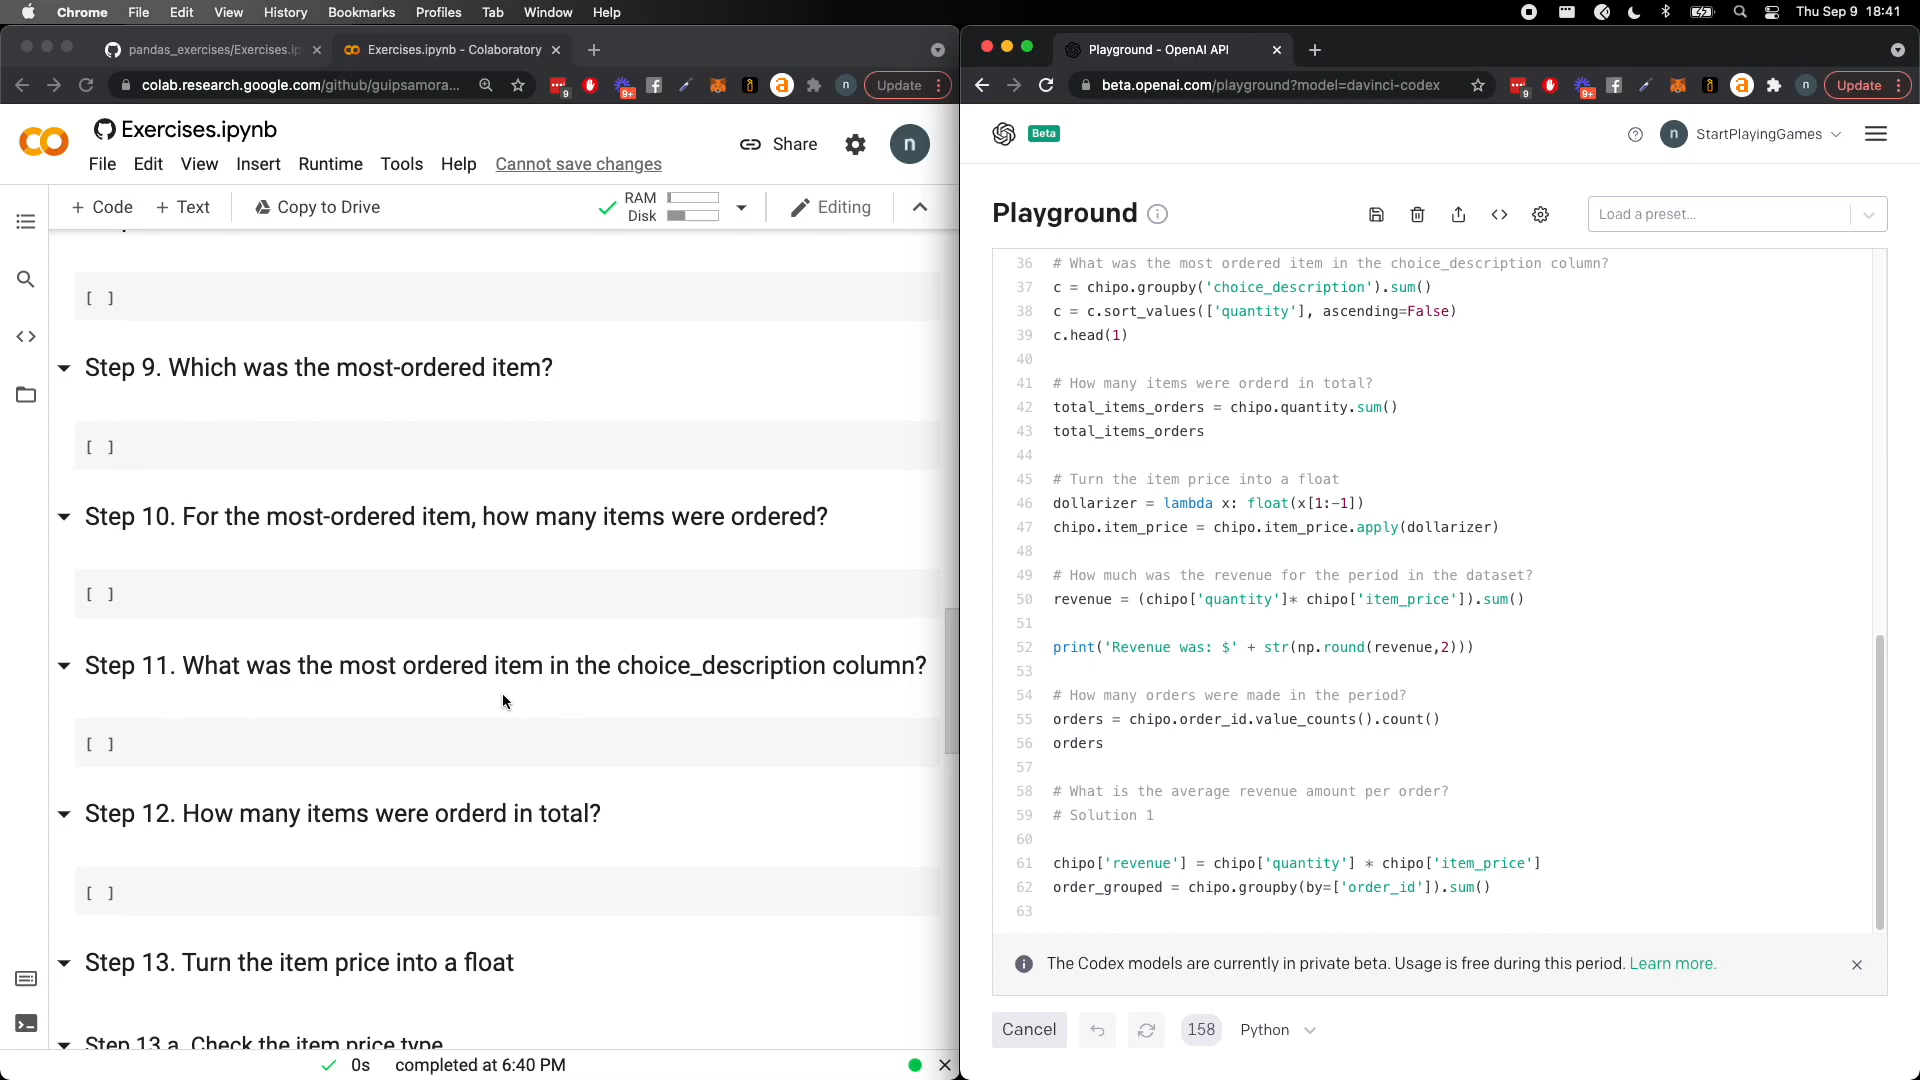 Chrome File Edit View History Bookmarks Profiles Tab Window Help
Thu Sep 9 18:41
pandas_exercises/Exercises.ip
Exercises.ipynb - Colaboratory
colab.research.google.com/github/guipsamora...
9
9+
n
Update
Exercises.ipynb
File Edit View Insert Runtime Tools Help Cannot save changes
Share
n
+ Code + Text
Copy to Drive
RAM
Disk
Editing
[ ]
Step 9. Which was the most-ordered item?
[ ]
Step 10. For the most-ordered item, how many items were ordered?
[ ]
Step 11. What was the most ordered item in the choice_description column?
[ ]
Step 12. How many items were orderd in total?
[ ]
Step 13. Turn the item price into a float
Step 13.a. Check the item price type
0s completed at 6:40 PM
Playground - OpenAI API
beta.openai.com/playground?model=davinci-codex
9
9+
n
Update
Beta
n
StartPlayingGames
Playground
Load a preset...
36 # What was the most ordered item in the choice_description column?
37 c = chipo.groupby('choice_description').sum()
38 c = c.sort_values(['quantity'], ascending=False)
39 c.head(1)
40
41 # How many items were orderd in total?
42 total_items_orders = chipo.quantity.sum()
43 total_items_orders
44
45 # Turn the item price into a float
46 dollarizer = lambda x: float(x[1:-1])
47 chipo.item_price = chipo.item_price.apply(dollarizer)
48
49 # How much was the revenue for the period in the dataset?
50 revenue = (chipo['quantity']* chipo['item_price']).sum()
51
52 print('Revenue was: $' + str(np.round(revenue,2)))
53
54 # How many orders were made in the period?
55 orders = chipo.order_id.value_counts().count()
56 orders
57
58 # What is the average revenue amount per order?
59 # Solution 1
60
61 chipo['revenue'] = chipo['quantity'] * chipo['item_price']
62 order_grouped = chipo.groupby(by=['order_id']).sum()
63
The Codex models are currently in private beta. Usage is free during this period. Learn more.
Cancel
158
Python